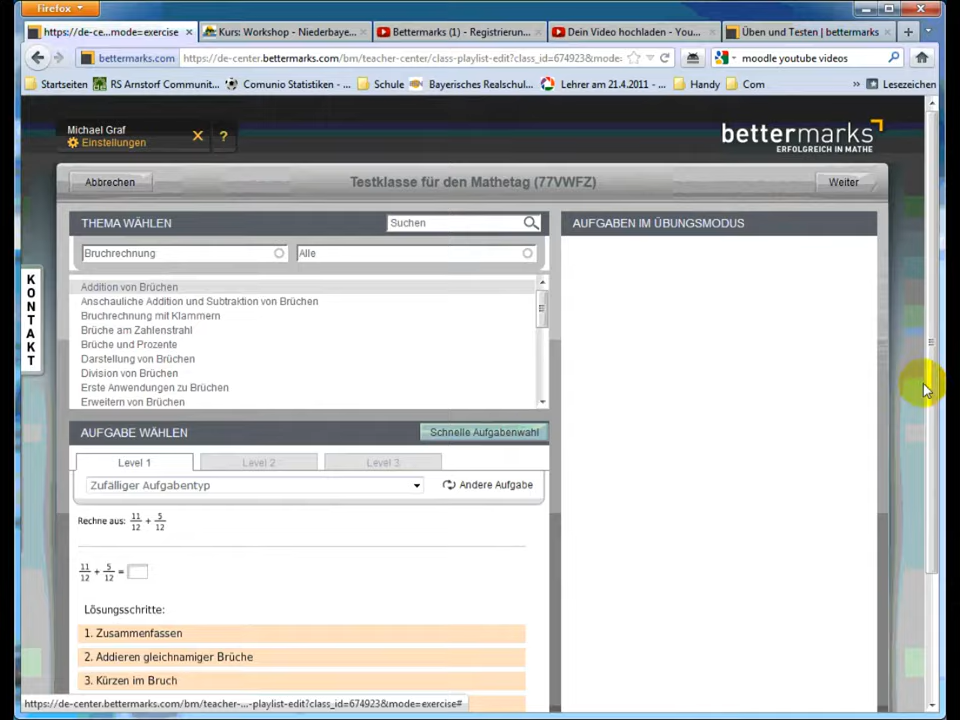 Firefox
https://de-ce...mode=exercise
Kurs: Workshop - Niederbaye...
Bettermarks (1) - Registrierun...
Dein Video hochladen - You...
Üben und Testen | bettermarks
bettermarks.com
https://de-center.bettermarks.com/bm/teacher-center/class-playlist-edit?class_id=674923&mode:
moodle youtube videos
Startseiten
RS Arnstorf Communit...
Comunio Statistiken - ...
Schule
Bayerisches Realschul...
Lehrer am 21.4.2011 - ...
Handy
Com
»
Lesezeichen
Michael Graf
Einstellungen
X
?
bettermarks
ERFOLGREICH IN MATHE
Abbrechen
Testklasse für den Mathetag (77VWFZ)
Weiter
KONTAKT
THEMA WÄHLEN
Suchen
AUFGABEN IM ÜBUNGSMODUS
Bruchrechnung
Alle
Addition von Brüchen
Anschauliche Addition und Subtraktion von Brüchen
Bruchrechnung mit Klammern
Brüche am Zahlenstrahl
Brüche und Prozente
Darstellung von Brüchen
Division von Brüchen
Erste Anwendungen zu Brüchen
Erweitern von Brüchen
AUFGABE WÄHLEN
Schnelle Aufgabenwahl
Level 1
Level 2
Level 3
Zufälliger Aufgabentyp
Andere Aufgabe
Rechne aus: 11/12 + 5/12
11/12 + 5/12 =
Lösungsschritte:
1. Zusammenfassen
2. Addieren gleichnamiger Brüche
3. Kürzen im Bruch
https://de-center.bettermarks.com/bm/teacher-...-playlist-edit?class_id=674923&mode=exercise#